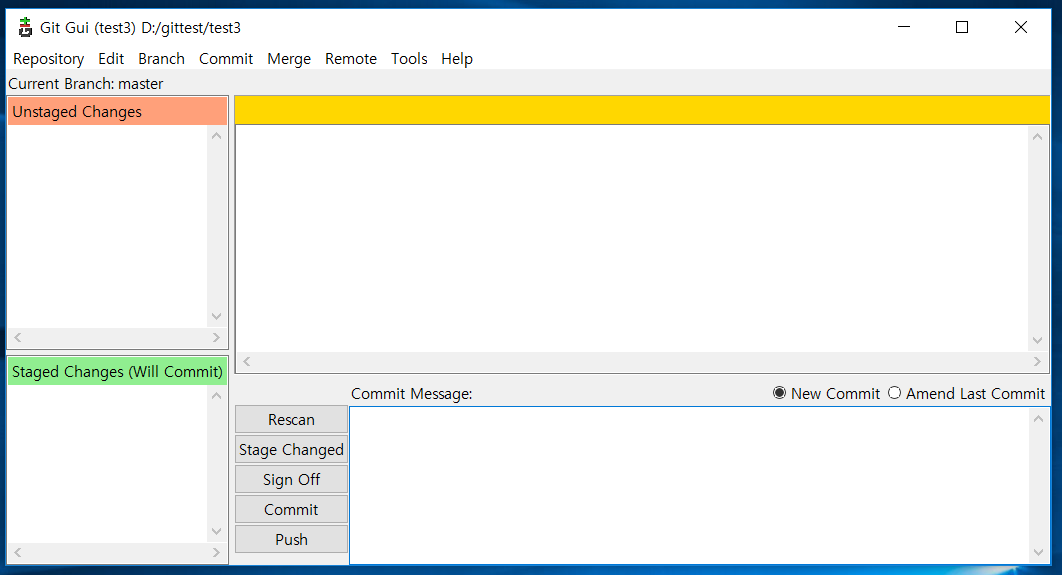 Git Gui (test3) D:/gittest/test3
Repository Edit Branch Commit Merge Remote Tools Help
Current Branch: master
Unstaged Changes
Staged Changes (Will Commit)
Commit Message:
New Commit Amend Last Commit
Rescan
Stage Changed
Sign Off
Commit
Push